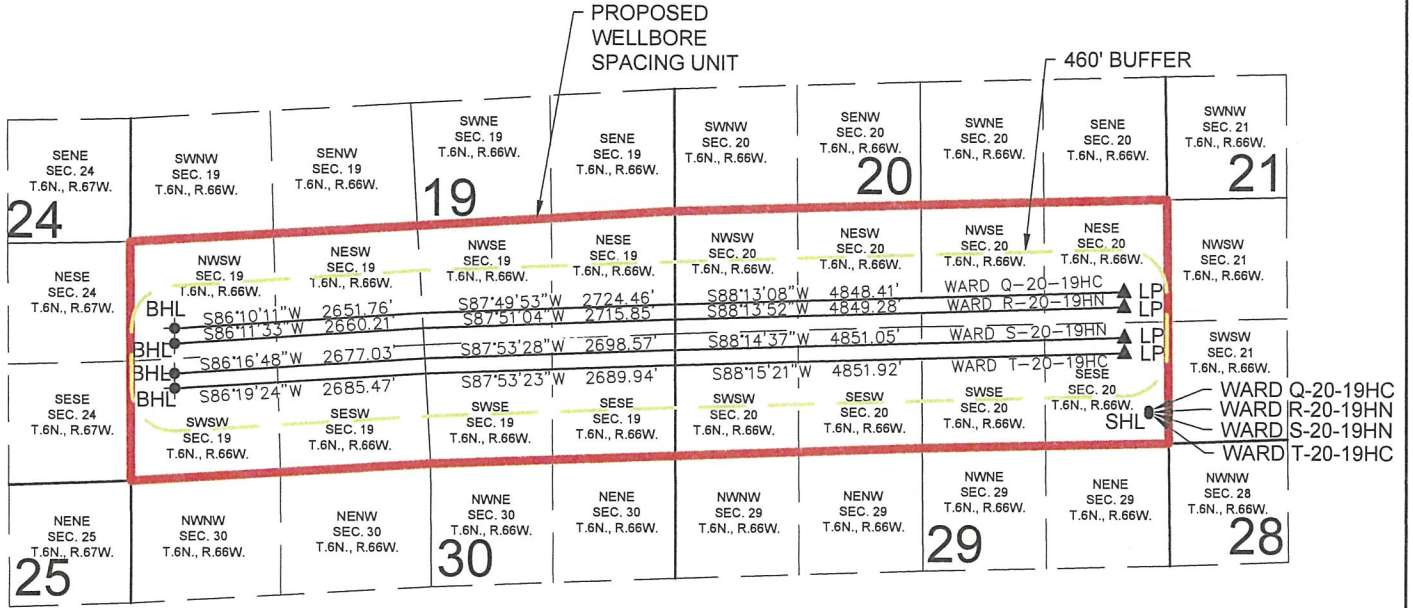 PROPOSED
WELLBORE
SPACING UNIT
460' BUFFER
SENE
SEC. 24
T.6N., R.67W.
24
SWNW
SEC. 19
T.6N., R.66W.
SENW
SEC. 19
T.6N., R.66W.
SWNE
SEC. 19
T.6N., R.66W.
19
SENE
SEC. 19
T.6N., R.66W.
SWNW
SEC. 20
T.6N., R.66W.
SENW
SEC. 20
T.6N., R.66W.
20
SWNE
SEC. 20
T.6N., R.66W.
SENE
SEC. 20
T.6N., R.66W.
SWNW
SEC. 21
T.6N., R.66W.
21
NESE
SEC. 24
T.6N., R.67W.
NWSW
SEC. 19
T.6N., R.66W.
NESW
SEC. 19
T.6N., R.66W.
NWSE
SEC. 19
T.6N., R.66W.
NESE
SEC. 19
T.6N., R.66W.
NWSW
SEC. 20
T.6N., R.66W.
NESW
SEC. 20
T.6N., R.66W.
NWSE
SEC. 20
T.6N., R.66W.
NESE
SEC. 20
T.6N., R.66W.
NWSW
SEC. 21
T.6N., R.66W.
BHL S86°10'11"W 2651.76' S87°49'53"W 2724.46' S88°13'08"W 4848.41' WARD Q-20-19HC LP
BHL S86°11'33"W 2660.21' S87°51'04"W 2715.85' S88°13'52"W 4849.28' WARD R-20-19HN LP
BHL S86°16'48"W 2677.03' S87°53'28"W 2698.57' S88°14'37"W 4851.05' WARD S-20-19HN LP
BHL S86°19'24"W 2685.47' S87°53'23"W 2689.94' S88°15'21"W 4851.92' WARD T-20-19HC LP
SESE
SEC. 24
T.6N., R.67W.
SWSW
SEC. 19
T.6N., R.66W.
SESW
SEC. 19
T.6N., R.66W.
SWSE
SEC. 19
T.6N., R.66W.
SESE
SEC. 19
T.6N., R.66W.
SWSW
SEC. 20
T.6N., R.66W.
SESW
SEC. 20
T.6N., R.66W.
SWSE
SEC. 20
T.6N., R.66W.
SESE
SEC. 20
T.6N., R.66W.
SHL
SWSW
SEC. 21
T.6N., R.66W.
WARD Q-20-19HC
WARD R-20-19HN
WARD S-20-19HN
WARD T-20-19HC
NENE
SEC. 25
T.6N., R.67W.
25
NWNW
SEC. 30
T.6N., R.66W.
NENW
SEC. 30
T.6N., R.66W.
NWNE
SEC. 30
T.6N., R.66W.
30
NENE
SEC. 30
T.6N., R.66W.
NWNW
SEC. 29
T.6N., R.66W.
NENW
SEC. 29
T.6N., R.66W.
NWNE
SEC. 29
T.6N., R.66W.
29
NENE
SEC. 29
T.6N., R.66W.
NWNW
SEC. 28
T.6N., R.66W.
28